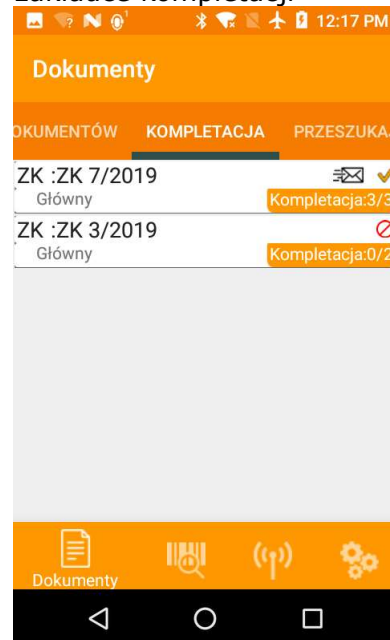 12:17 PM
Dokumenty
OKUMENTÓW KOMPLETACJA PRZESZUKA
ZK :ZK 7/2019
Główny Kompletacja:3/3
ZK :ZK 3/2019
Główny Kompletacja:0/2
Dokumenty